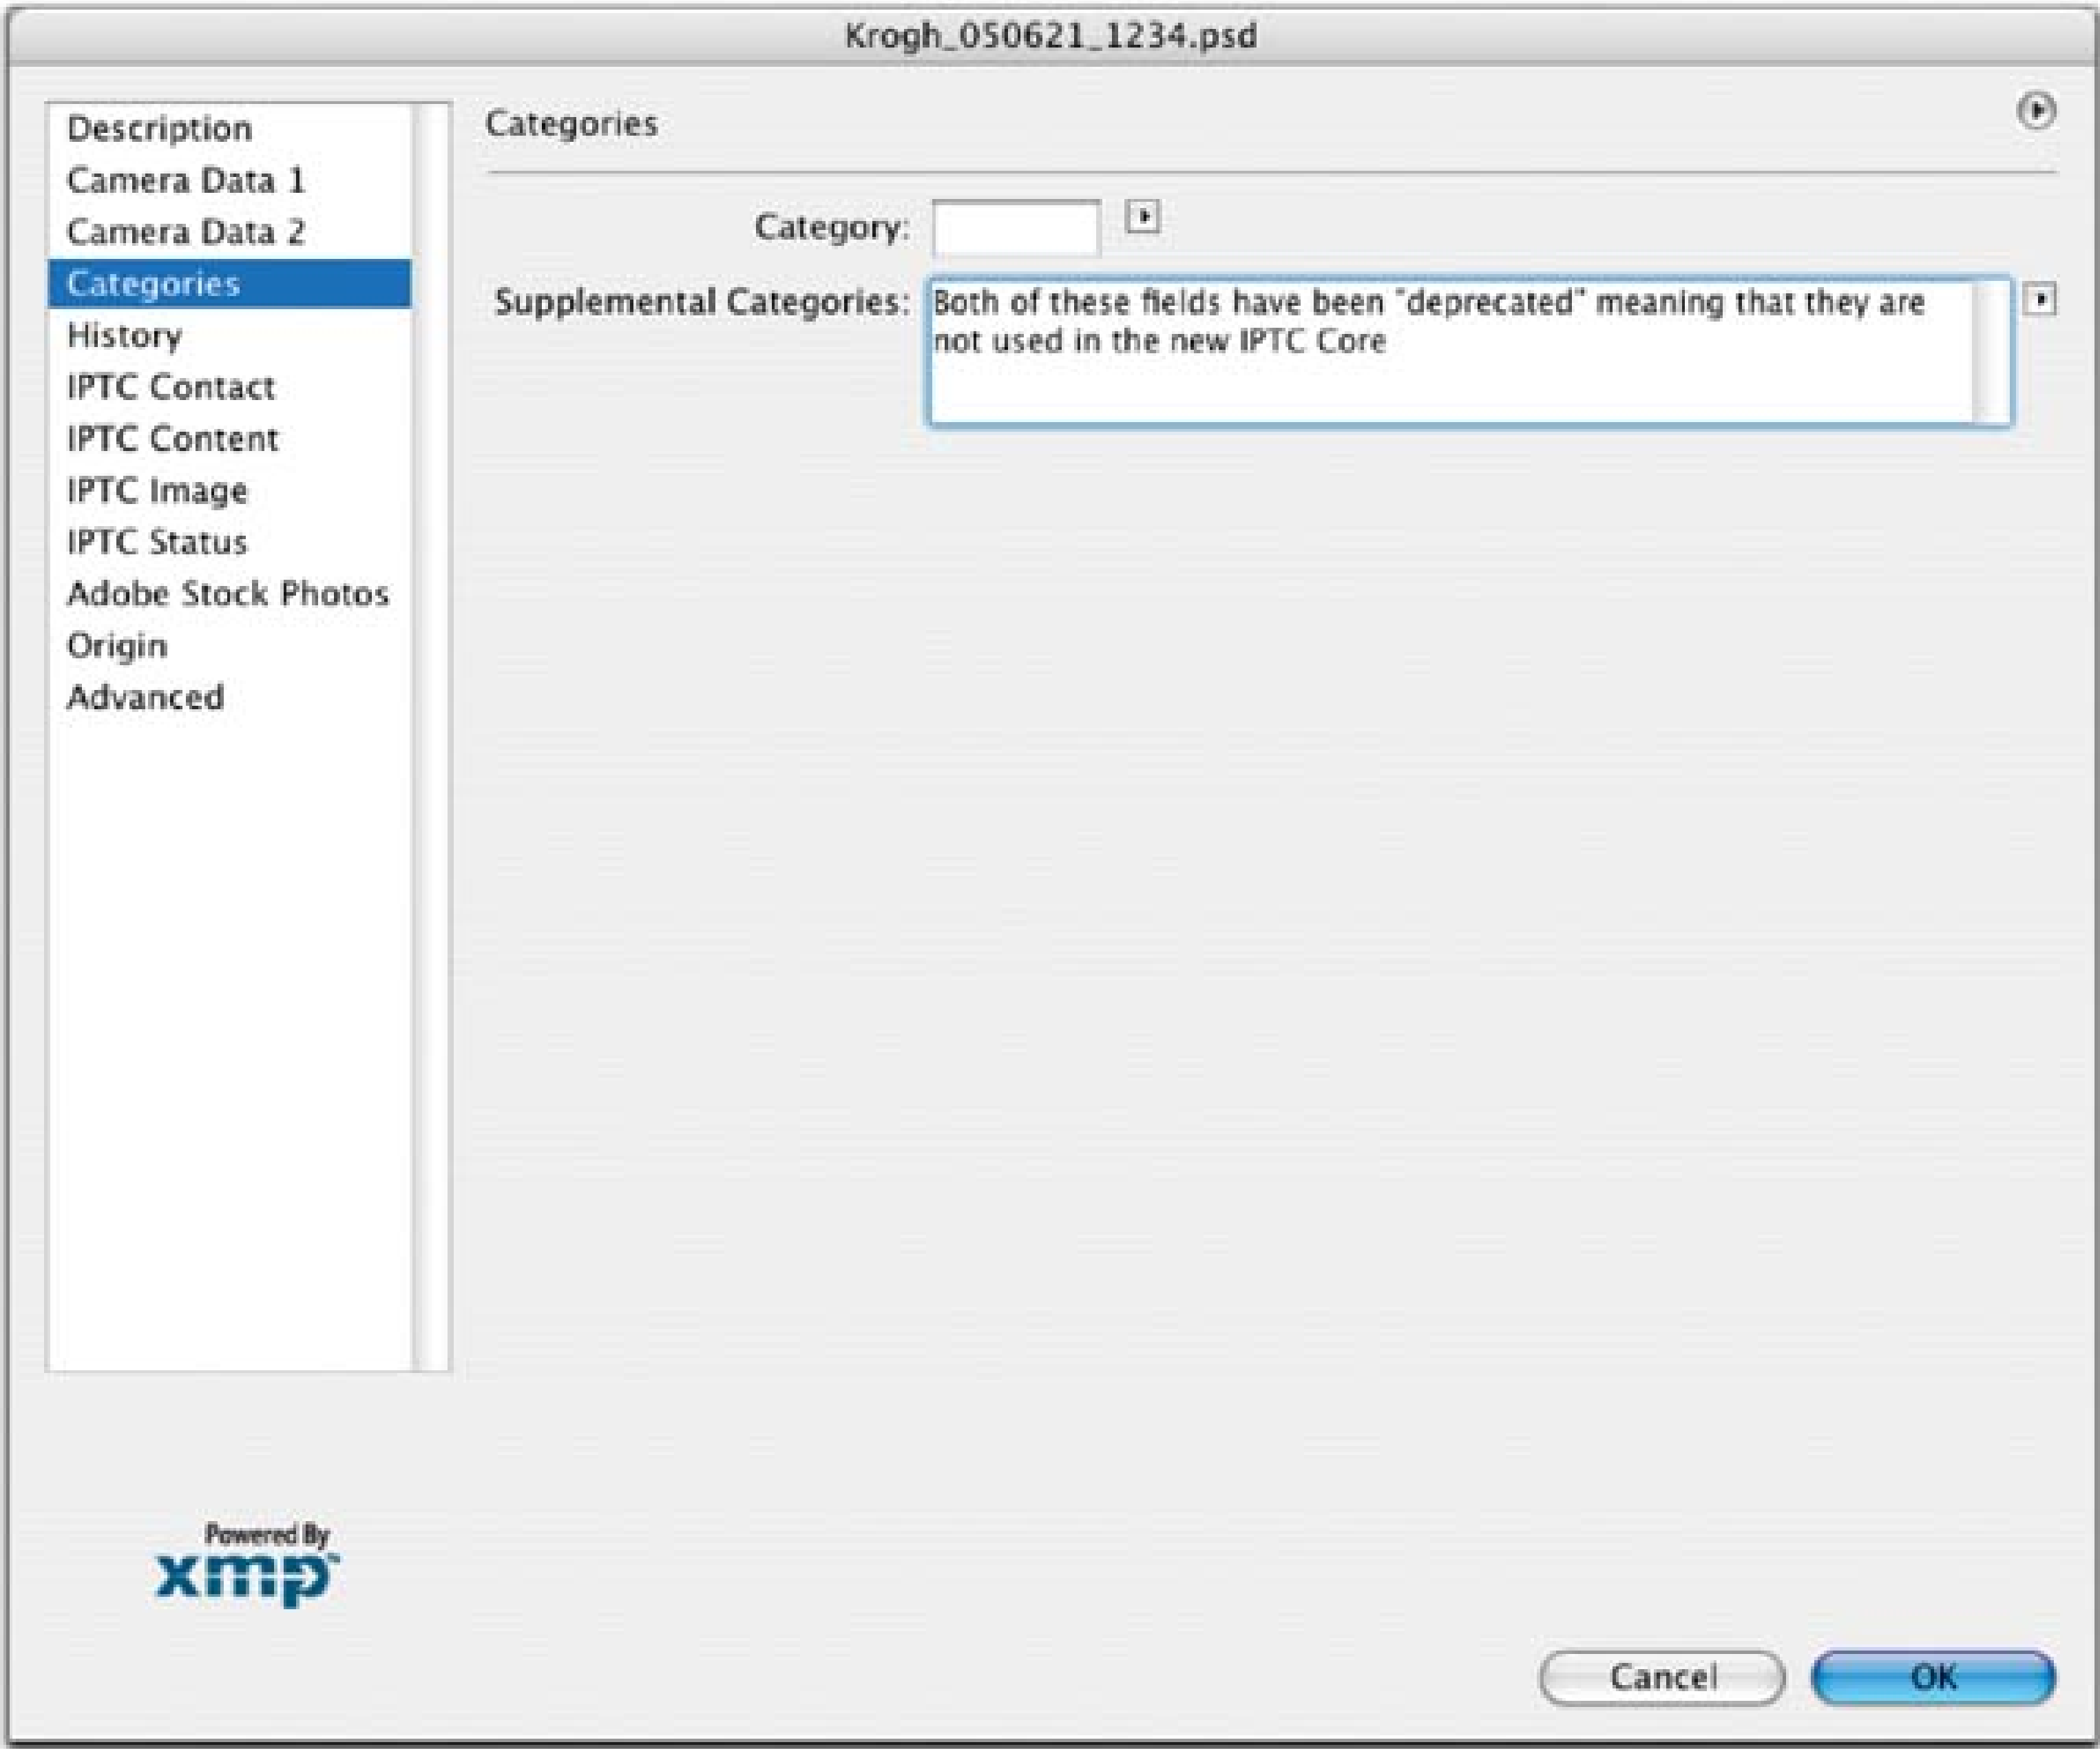 Krogh_050621_1234.psd
Description
Camera Data 1
Camera Data 2
Categories
History
IPTC Contact
IPTC Content
IPTC Image
IPTC Status
Adobe Stock Photos
Origin
Advanced
Categories
Category:
Supplemental Categories:
Both of these fields have been "deprecated" meaning that they are
not used in the new IPTC Core
Powered By
xmp™
Cancel
OK